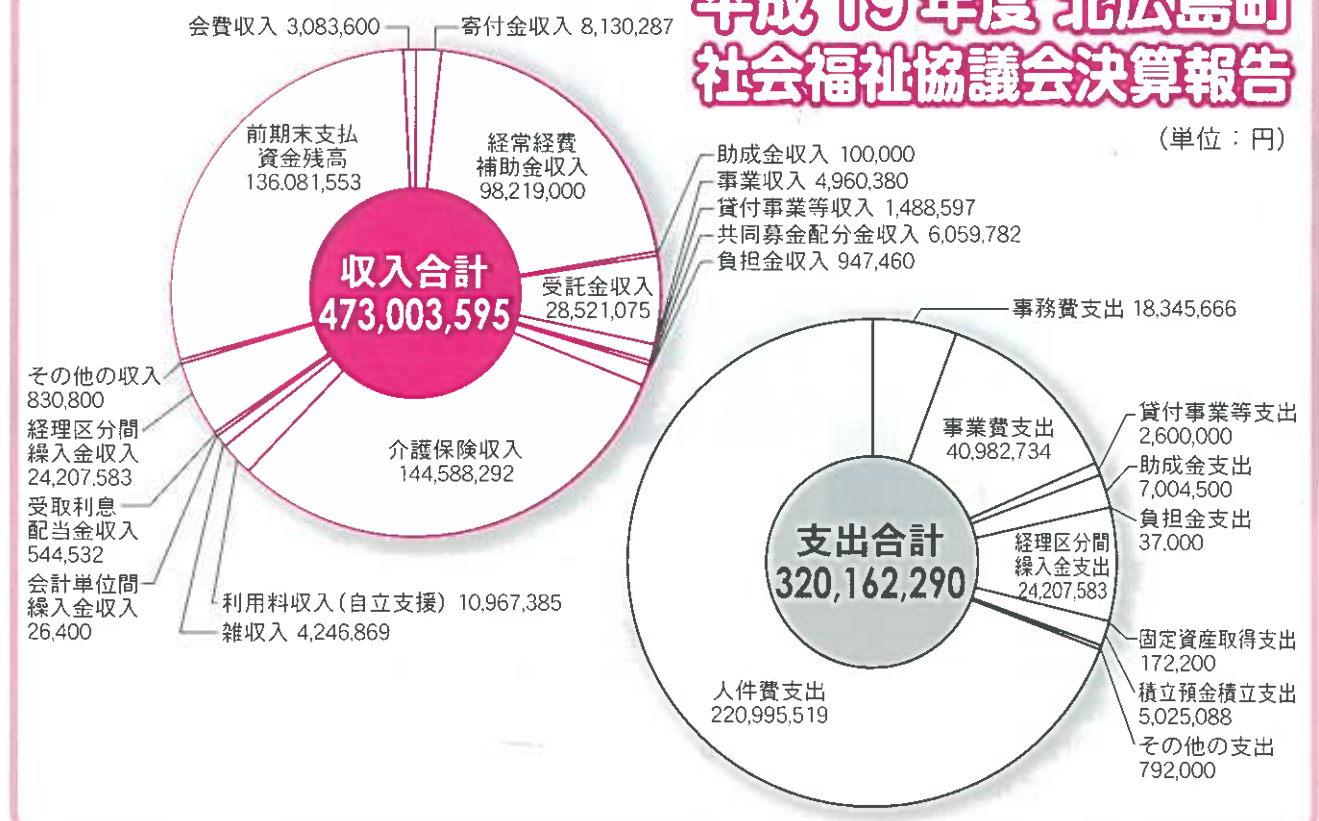 平成19年度 北広島町
社会福祉協議会決算報告
(単位:円)
会費収入 3,083,600
寄付金収入 8,130,287
前期末支払
資金残高
136.081,553
経常経費
補助金収入
98,219,000
助成金収入 100,000
事業収入 4,960,380
貸付事業等収入 1,488,597
共同募金配分金収入 6,059,782
負担金収入 947,460
収入合計
473,003,595
受託金収入
28,521,075
介護保険収入
144,588,292
その他の収入
830,800
経理区分間
繰入金収入
24,207,583
受取利息
配当金収入
544,532
会計単位間
繰入金収入
26,400
利用料収入(自立支援) 10,967,385
雑収入 4,246,869
事務費支出 18,345,666
事業費支出
40,982,734
貸付事業等支出
2,600,000
助成金支出
7,004,500
負担金支出
37.000
支出合計
320,162,290
経理区分間
繰入金支出
24,207,583
固定資産取得支出
172,200
積立預金積立支出
5,025,088
その他の支出
792,000
人件費支出
220,995,519